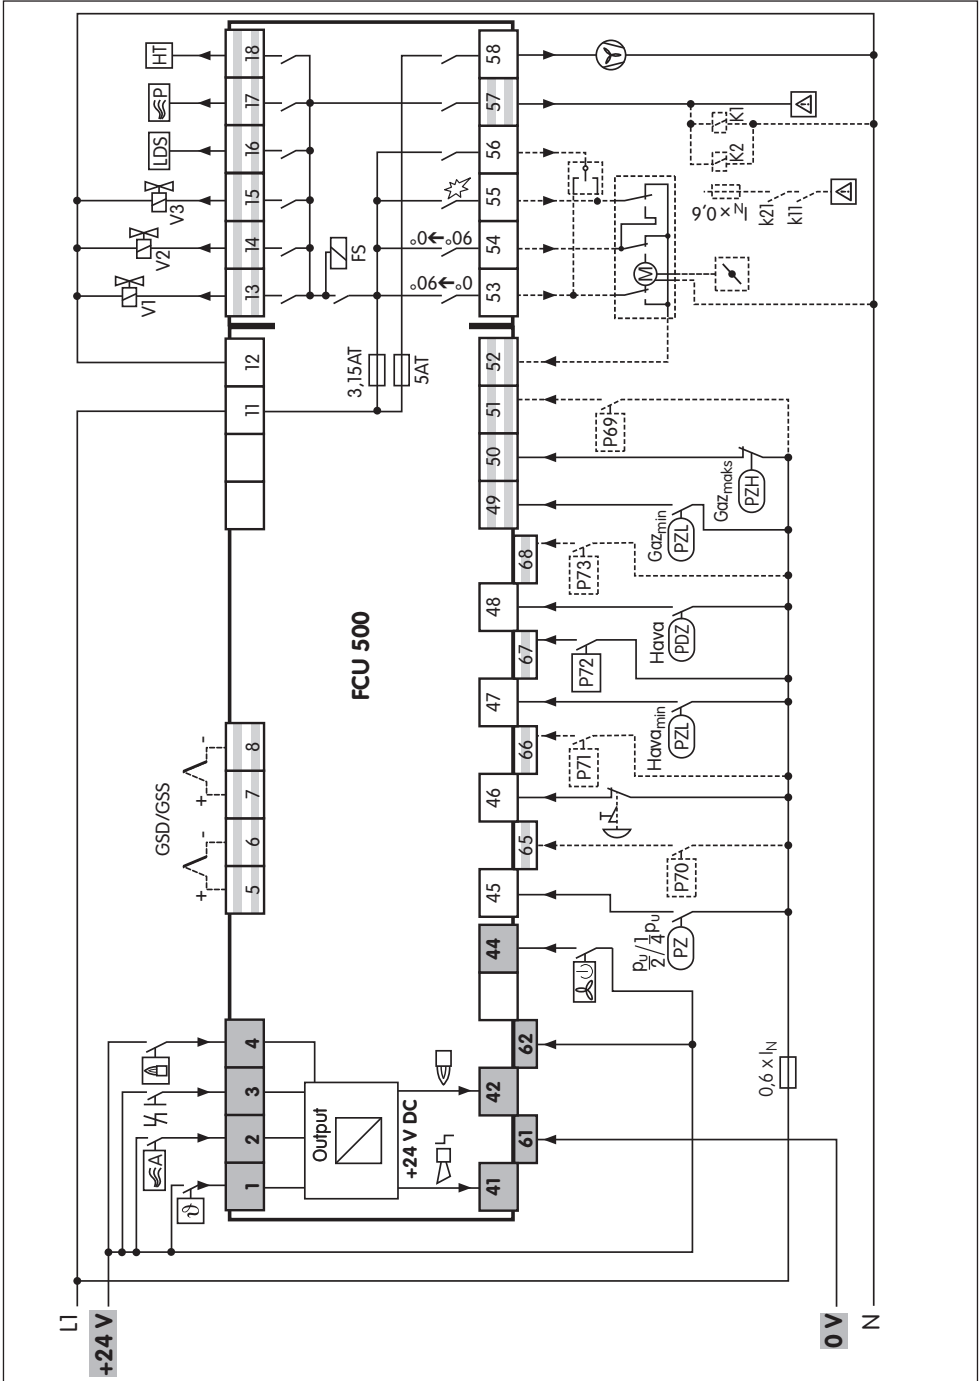 HT
P
LDS
V3
V2
V1
18
17
16
15
14
13
FS
90°→0°
0°→90°
58
57
56
55
54
53
K1
K2
I_N × 0,6
k21
k11
M
12
11
3,15AT
5AT
52
51
50
49
68
48
67
47
66
46
65
45
44
62
42
61
41
P69
Gaz_maks
PZH
Gaz_min
PZL
P73
Hava
PDZ
P72
Hava_min
PZL
P71
P70
p_u/2 / 1/4 p_u
PZ
FCU 500
GSD/GSS
+ -
+ -
8
7
6
5
4
3
2
1
A
ϑ
Output
+24 V DC
0,6 x I_N
L1
+24 V
0 V
N